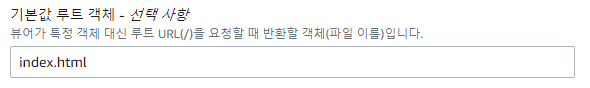 기본값 루트 객체 - 선택 사항
뷰어가 특정 객체 대신 루트 URL(/)을 요청할 때 반환할 객체(파일 이름)입니다.
index.html